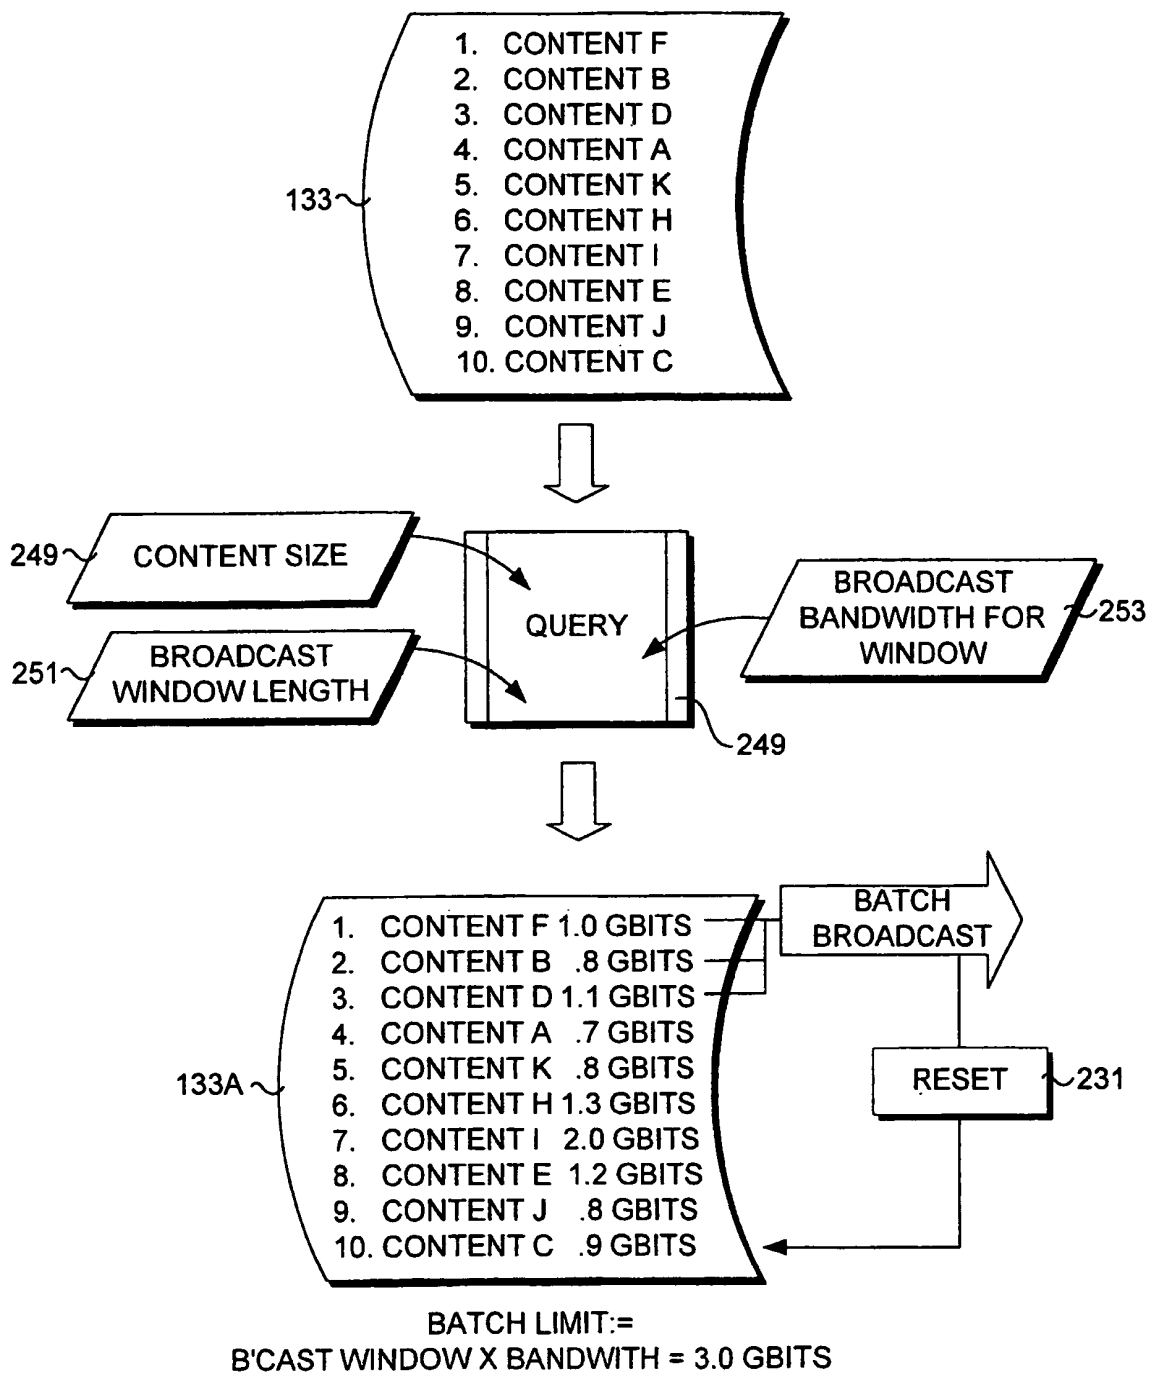 1. CONTENT F
2. CONTENT B
3. CONTENT D
4. CONTENT A
5. CONTENT K
6. CONTENT H
7. CONTENT I
8. CONTENT E
9. CONTENT J
10. CONTENT C
133
249
CONTENT SIZE
251
BROADCAST
WINDOW LENGTH
QUERY
BROADCAST
BANDWIDTH FOR
WINDOW
253
249
1. CONTENT F 1.0 GBITS
2. CONTENT B .8 GBITS
3. CONTENT D 1.1 GBITS
4. CONTENT A .7 GBITS
5. CONTENT K .8 GBITS
6. CONTENT H 1.3 GBITS
7. CONTENT I 2.0 GBITS
8. CONTENT E 1.2 GBITS
9. CONTENT J .8 GBITS
10. CONTENT C .9 GBITS
133A
BATCH
BROADCAST
RESET
231
BATCH LIMIT:=
B'CAST WINDOW X BANDWITH = 3.0 GBITS